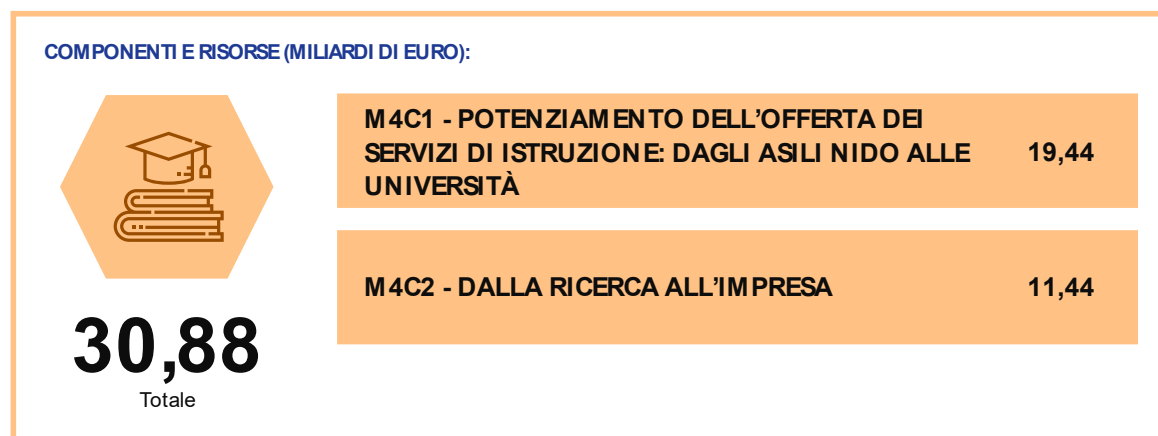 COMPONENTI E RISORSE (MILIARDI DI EURO):
M4C1 - POTENZIAMENTO DELL’OFFERTA DEI
SERVIZI DI ISTRUZIONE: DAGLI ASILI NIDO ALLE
UNIVERSITÀ
19,44
M4C2 - DALLA RICERCA ALL’IMPRESA
11,44
30,88
Totale